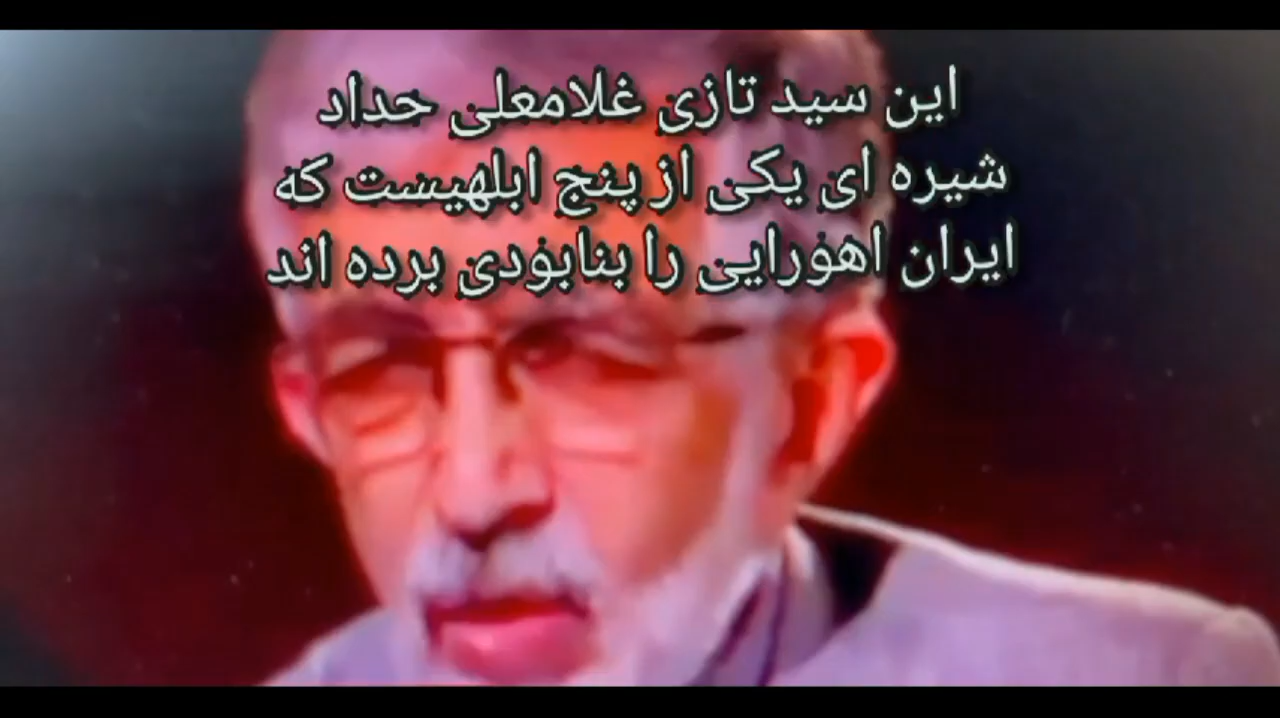 این سید تازی غلامعلی حداد
شیره ای یکی از پنج ابلهیست که
ایران اهورایی را بنابودی برده اند